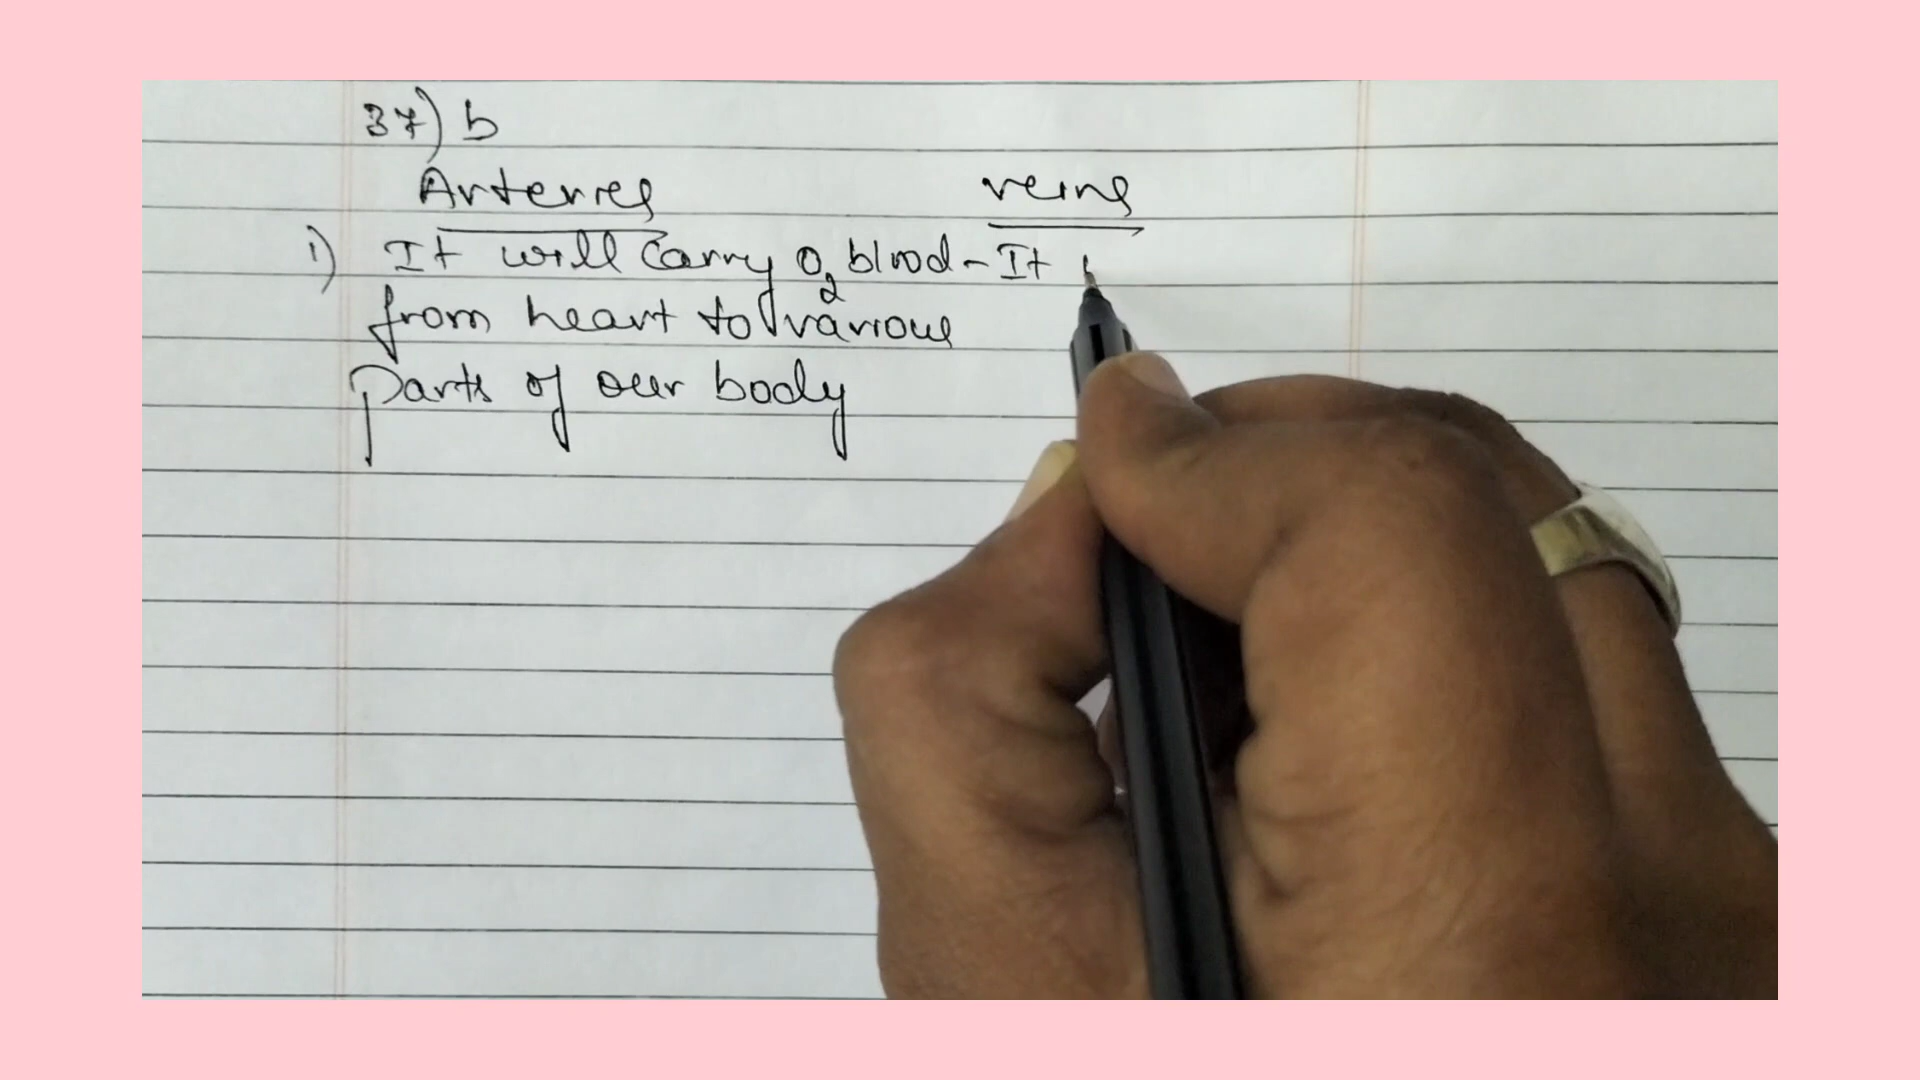 37) b
Arteries veins
1) It will carry O2 blood - It
from heart to various
parts of our body